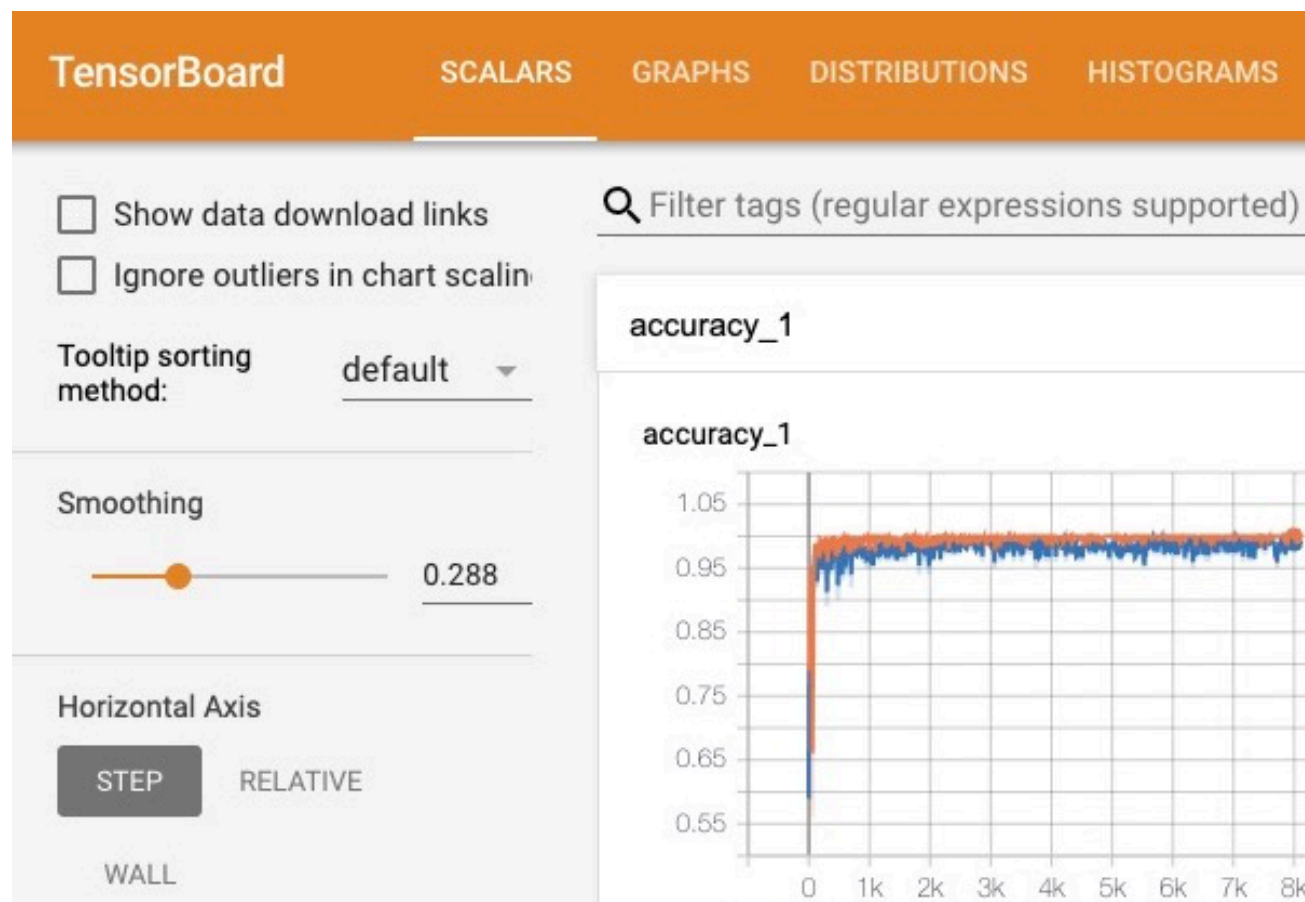 TensorBoard SCALARS GRAPHS DISTRIBUTIONS HISTOGRAMS
Show data download links
Ignore outliers in chart scalin
Tooltip sorting
method:
default
Smoothing
0.288
Horizontal Axis
STEP RELATIVE
WALL
Filter tags (regular expressions supported)
accuracy_1
accuracy_1
1.05
0.95
0.85
0.75
0.65
0.55
0 1k 2k 3k 4k 5k 6k 7k 8k